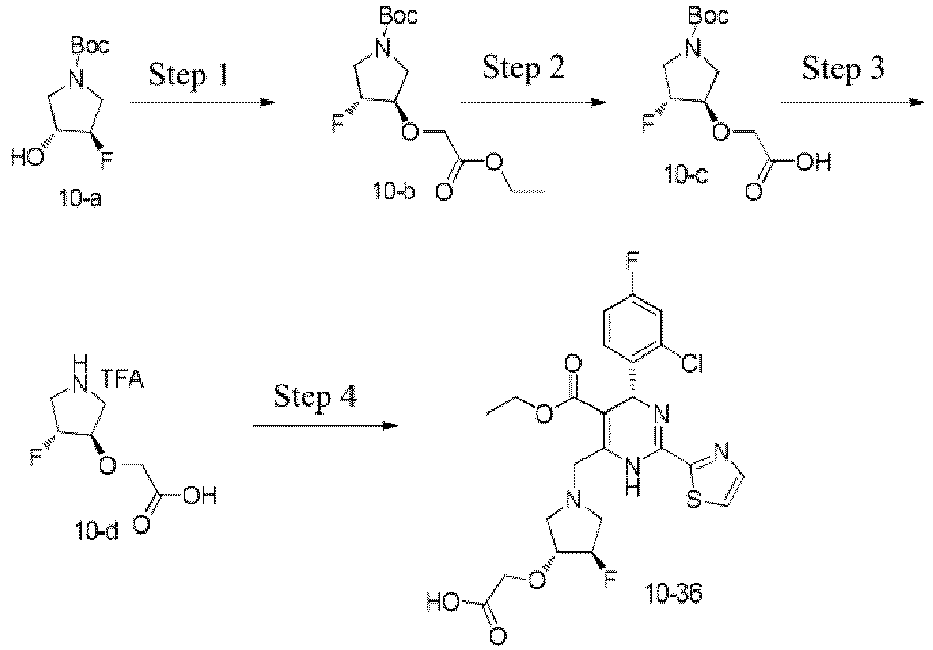 Boc
N
HO
F
10-a
Step 1
Boc
N
F
O
O
O
10-b
Step 2
Boc
N
F
O
OH
O
10-c
Step 3
H
N TFA
F
O
OH
O
10-d
Step 4
F
Cl
O
O
N
N
H
N
S
N
O
F
HO
O
10-36